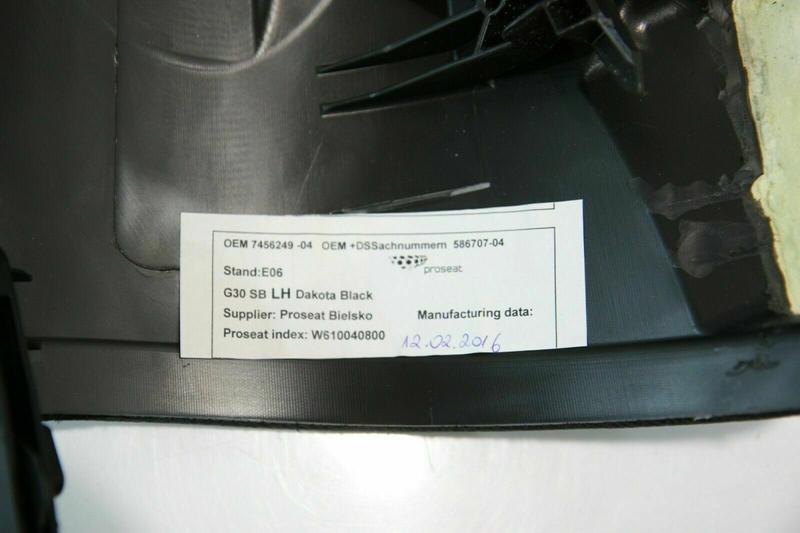 OEM 7456249 -04 OEM +DSSachnummern 586707-04
proseat
Stand:E06
G30 SB LH Dakota Black
Supplier: Proseat Bielsko Manufacturing data:
Proseat index: W610040800 12.02.2016